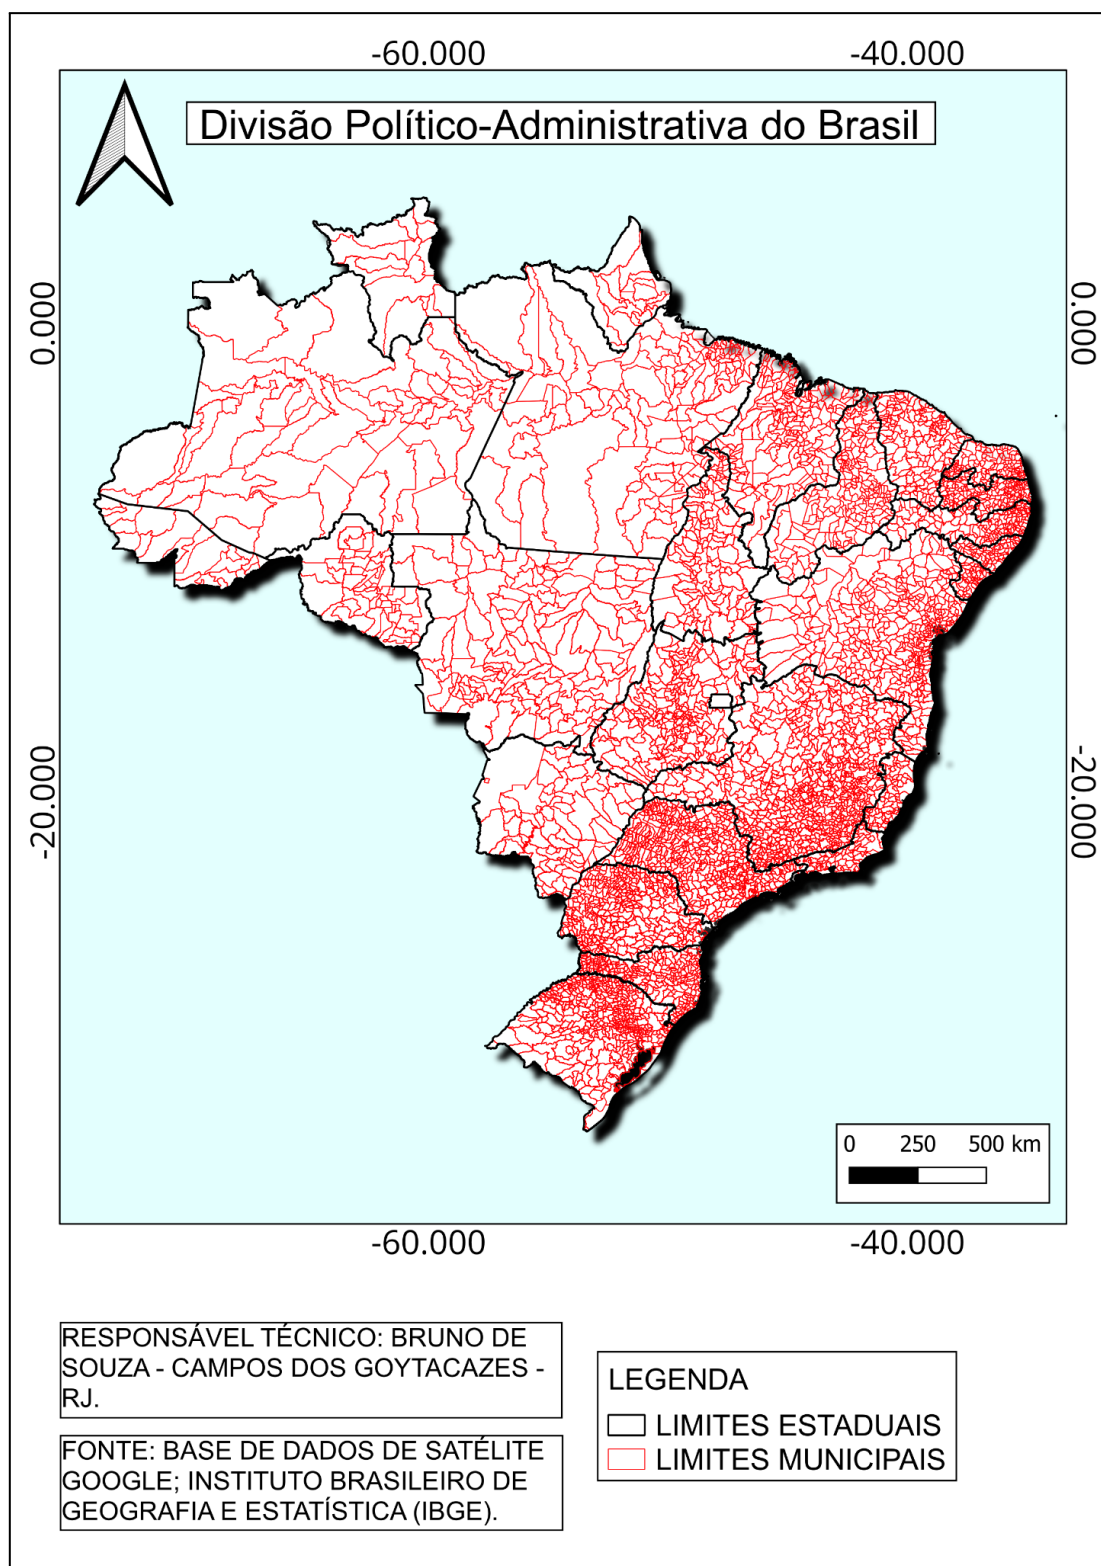 -60.000 -40.000
Divisão Político-Administrativa do Brasil
0.000
0.000
-20.000
-20.000
0 250 500 km
-60.000 -40.000
RESPONSÁVEL TÉCNICO: BRUNO DE
SOUZA - CAMPOS DOS GOYTACAZES -
RJ.
FONTE: BASE DE DADOS DE SATÉLITE
GOOGLE; INSTITUTO BRASILEIRO DE
GEOGRAFIA E ESTATÍSTICA (IBGE).
LEGENDA
LIMITES ESTADUAIS
LIMITES MUNICIPAIS